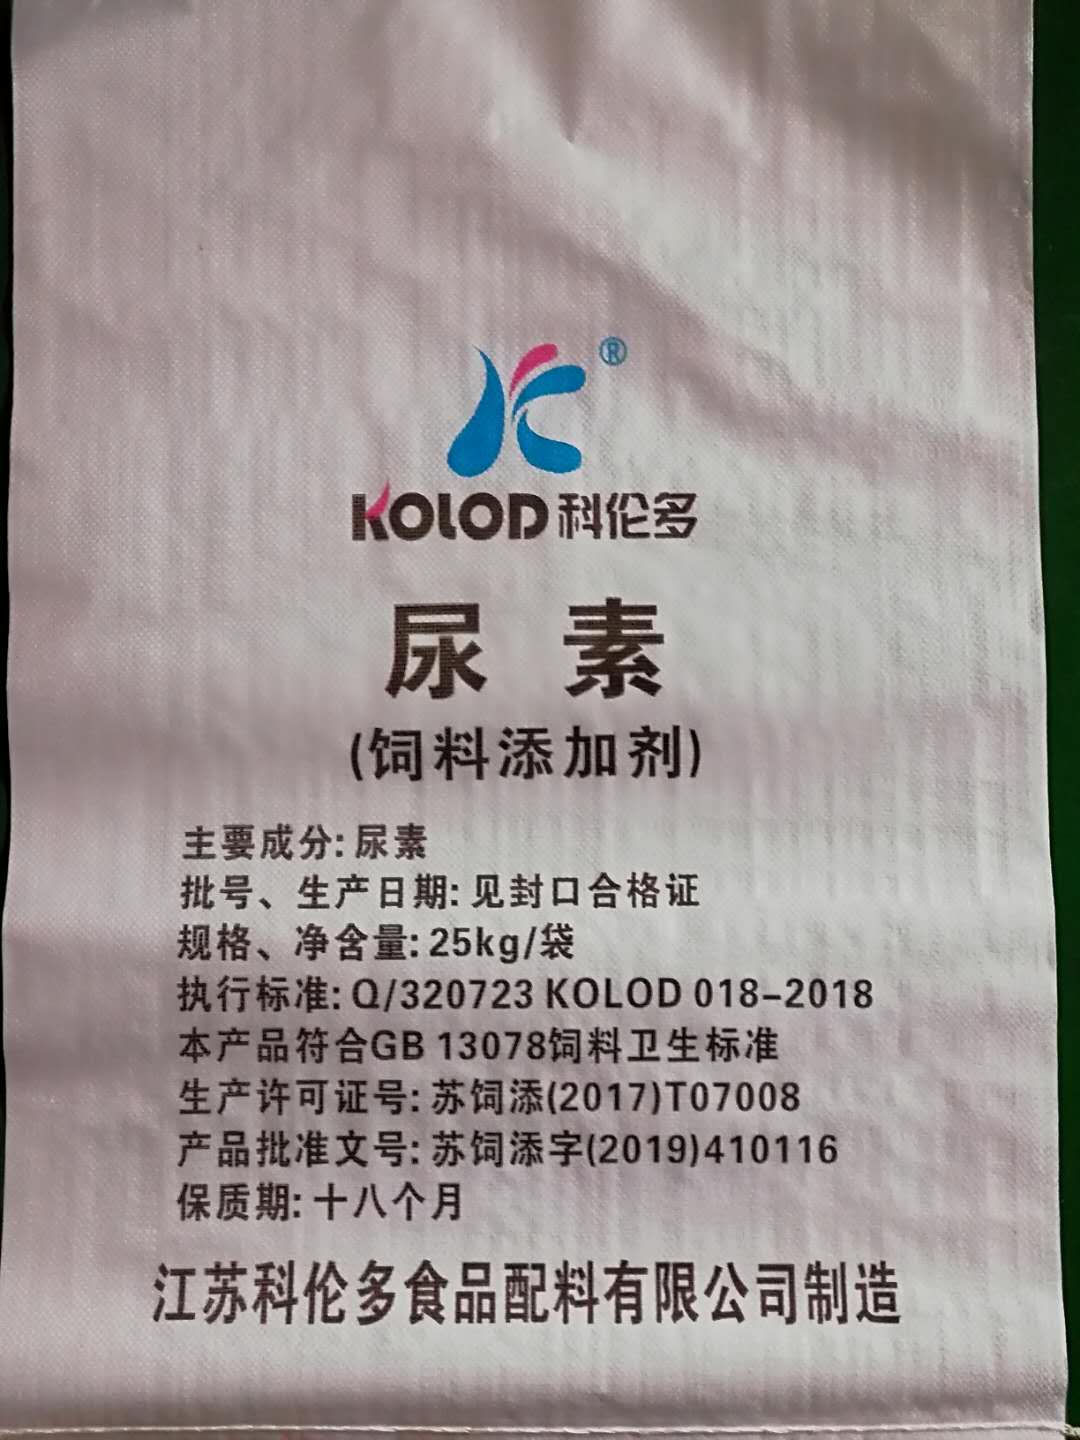 ®
KOLOD 科伦多
尿 素
(饲料添加剂)
主要成分: 尿素
批号、生产日期: 见封口合格证
规格、净含量: 25kg/袋
执行标准: Q/320723 KOLOD 018-2018
本产品符合GB 13078饲料卫生标准
生产许可证号: 苏饲添(2017)T07008
产品批准文号: 苏饲添字(2019)410116
保质期: 十八个月
江苏科伦多食品配料有限公司制造